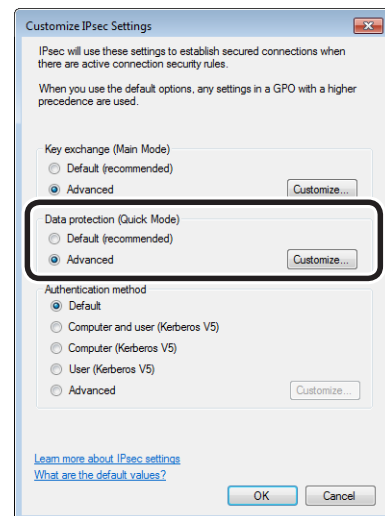 Customize IPsec Settings
IPsec will use these settings to establish secured connections when
there are active connection security rules.
When you use the default options, any settings in a GPO with a higher
precedence are used.
Key exchange (Main Mode)
Default (recommended)
Advanced
Customize...
Data protection (Quick Mode)
Default (recommended)
Advanced
Customize...
Authentication method
Default
Computer and user (Kerberos V5)
Computer (Kerberos V5)
User (Kerberos V5)
Advanced
Customize...
Learn more about IPsec settings
What are the default values?
OK
Cancel